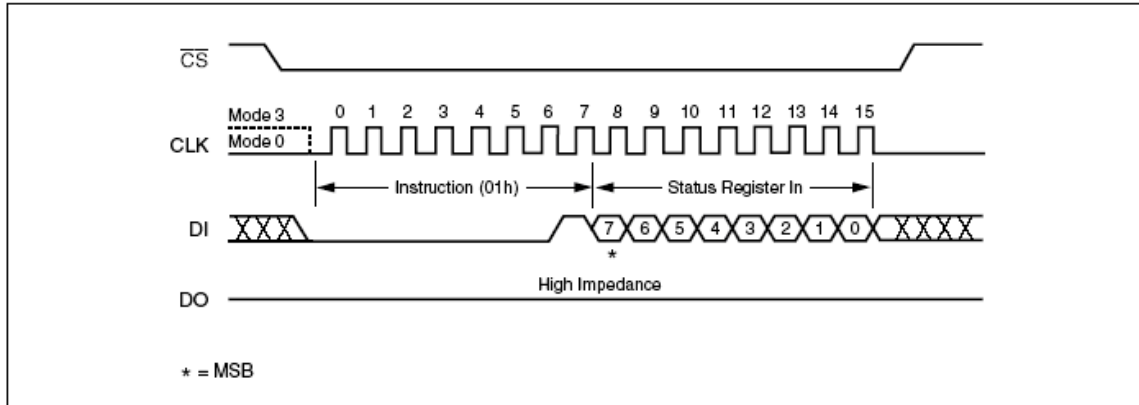 CS
Mode 3
0 1 2 3 4 5 6 7 8 9 10 11 12 13 14 15
CLK
Mode 0
Instruction (01h)
Status Register In
DI
7 6 5 4 3 2 1 0
*
High Impedance
DO
* = MSB